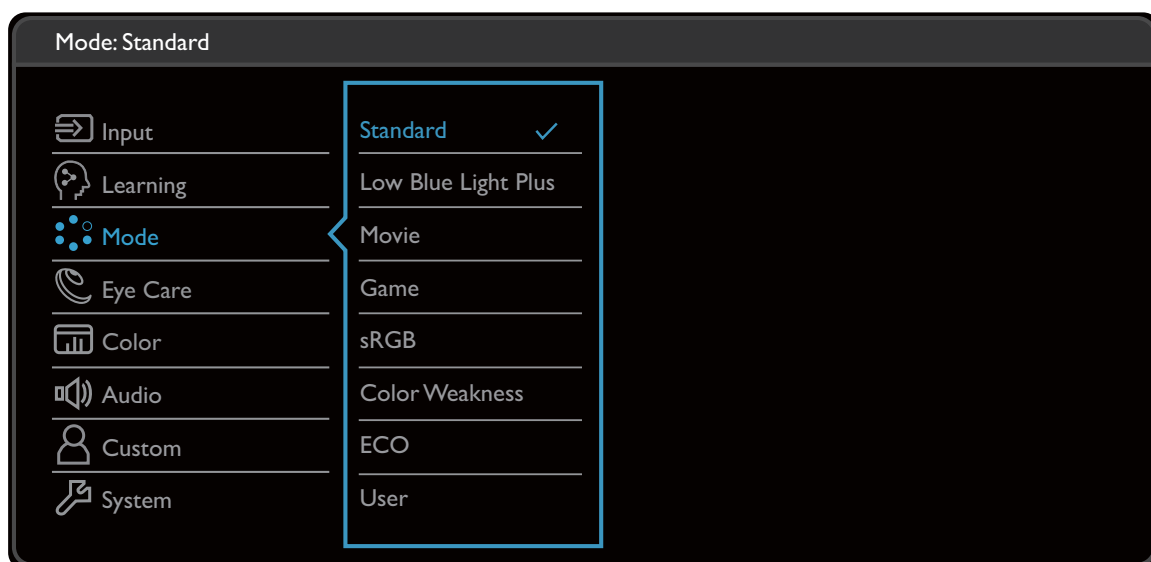 Mode: Standard
Input
Learning
Mode
Eye Care
Color
Audio
Custom
System
Standard
Low Blue Light Plus
Movie
Game
sRGB
Color Weakness
ECO
User